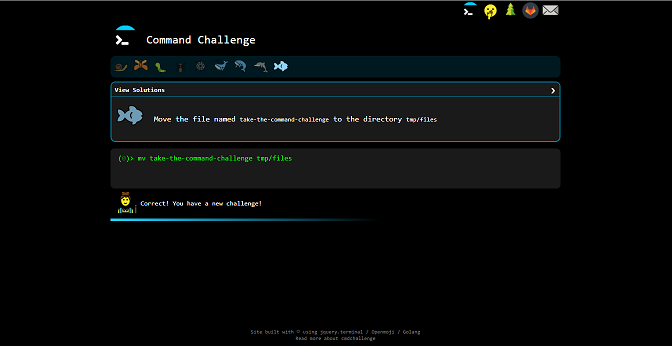 Command Challenge
View Solutions
Move the file named take-the-command-challenge to the directory tmp/files
(0)> mv take-the-command-challenge tmp/files
Correct! You have a new challenge!
Site built with ♡ using jquery.terminal / Openmoji / Golang
Read more about cmdchallenge